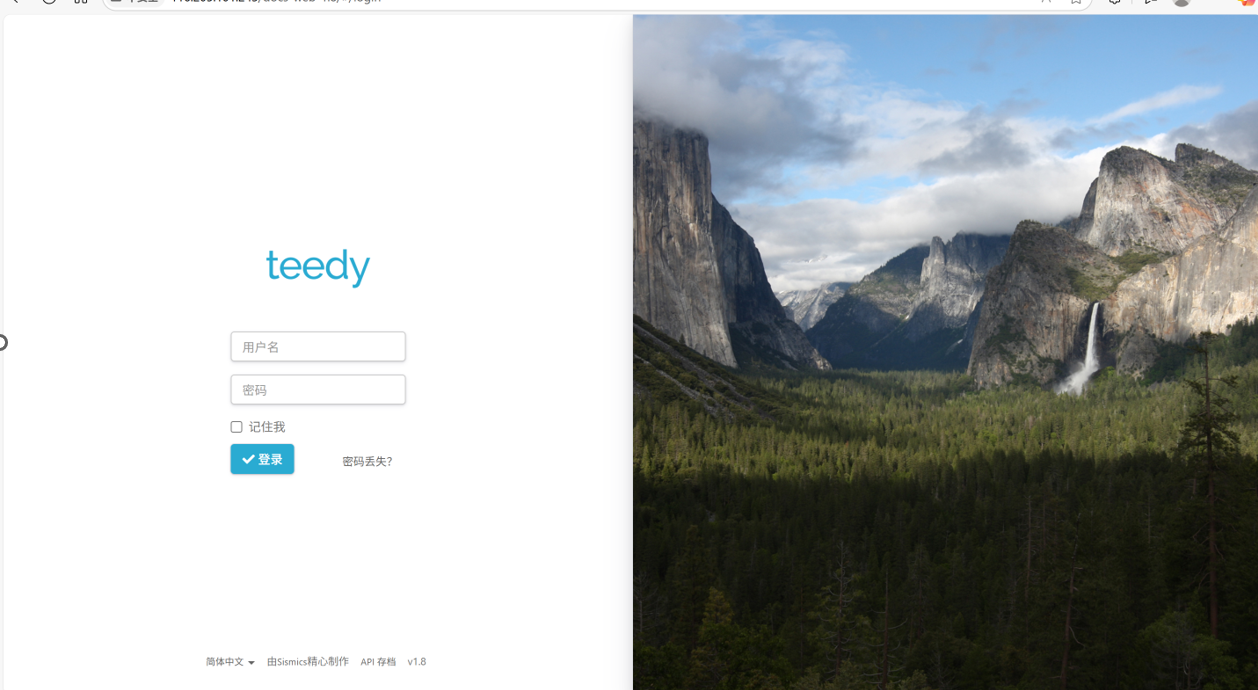 teedy
用户名
密码
记住我
登录 密码丢失?
简体中文 由Sismics精心制作 API 存档 v1.8